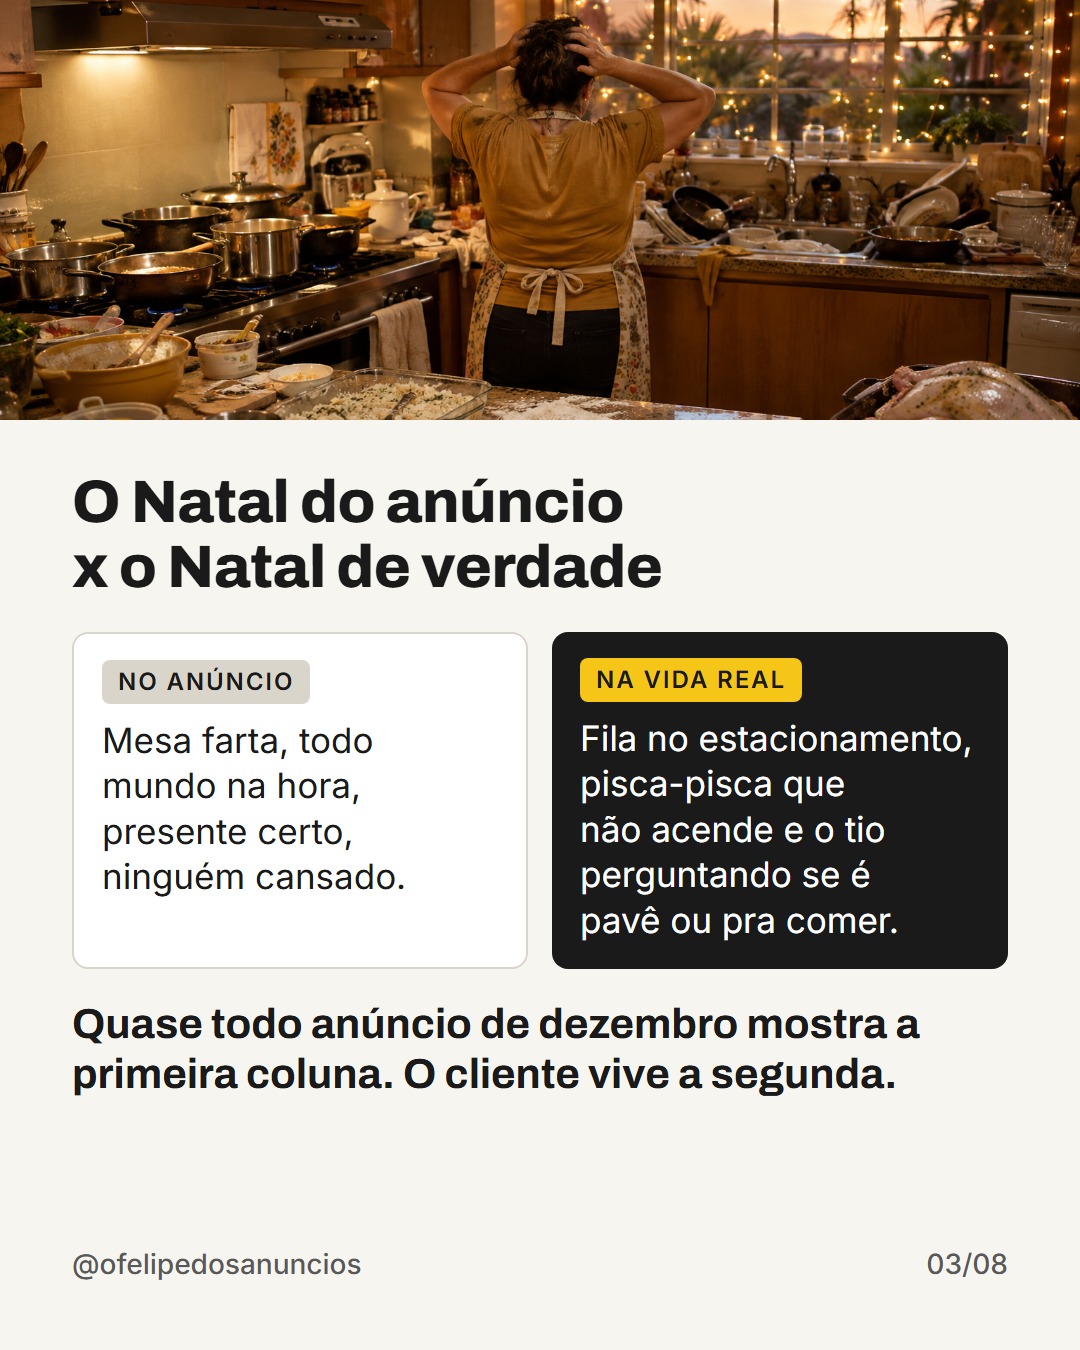 O Natal do anúncio
x o Natal de verdade
NO ANÚNCIO
Mesa farta, todo
mundo na hora,
presente certo,
ninguém cansado.
NA VIDA REAL
Fila no estacionamento,
pisca-pisca que
não acende e o tio
perguntando se é
pavê ou pra comer.
Quase todo anúncio de dezembro mostra a
primeira coluna. O cliente vive a segunda.
@ofelipedosanuncios
03/08